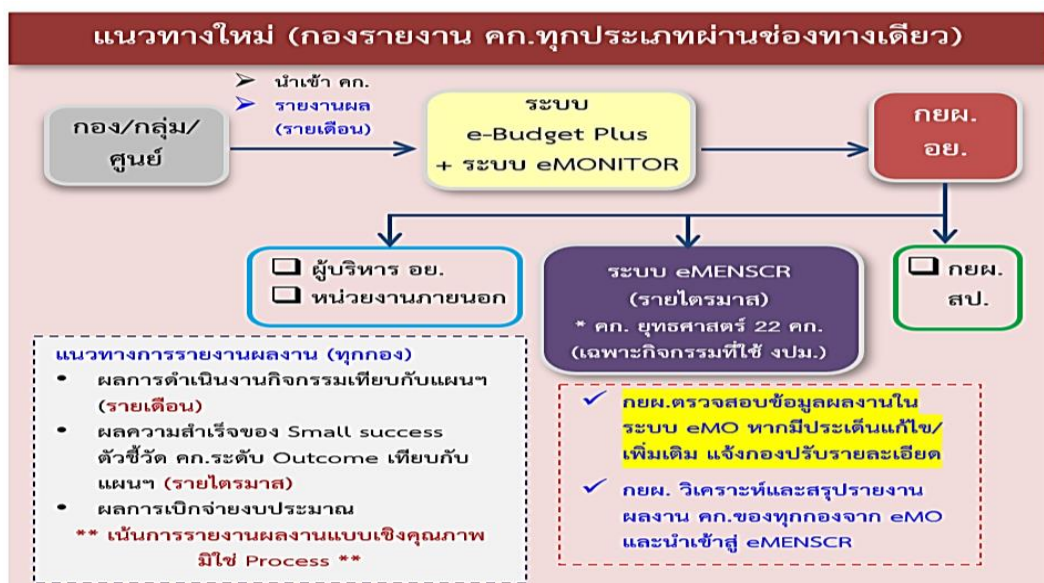 แนวทางใหม่ (กองรายงาน คก.ทุกประเภทผ่านช่องทางเดียว)
กอง/กลุ่ม/
ศูนย์
➢ นำเข้า คก.
➢ รายงานผล
(รายเดือน)
ระบบ
e-Budget Plus
+ ระบบ eMONITOR
กยผ.
อย.
❑ ผู้บริหาร อย.
❑ หน่วยงานภายนอก
ระบบ eMENSCR
(รายไตรมาส)
* คก. ยุทธศาสตร์ 22 คก.
(เฉพาะกิจกรรมที่ใช้ งปม.)
❑ กยผ.
สป.
แนวทางการรายงานผลงาน (ทุกกอง)
• ผลการดำเนินงานกิจกรรมเทียบกับแผนฯ
(รายเดือน)
• ผลความสำเร็จของ Small success
ตัวชี้วัด คก.ระดับ Outcome เทียบกับ
แผนฯ (รายไตรมาส)
• ผลการเบิกจ่ายงบประมาณ
** เน้นการรายงานผลงานแบบเชิงคุณภาพ
มิใช่ Process **
✓ กยผ.ตรวจสอบข้อมูลผลงานใน
ระบบ eMO หากมีประเด็นแก้ไข/
เพิ่มเติม แจ้งกองปรับรายละเอียด
✓ กยผ. วิเคราะห์และสรุปรายงาน
ผลงาน คก.ของทุกกองจาก eMO
และนำเข้าสู่ eMENSCR